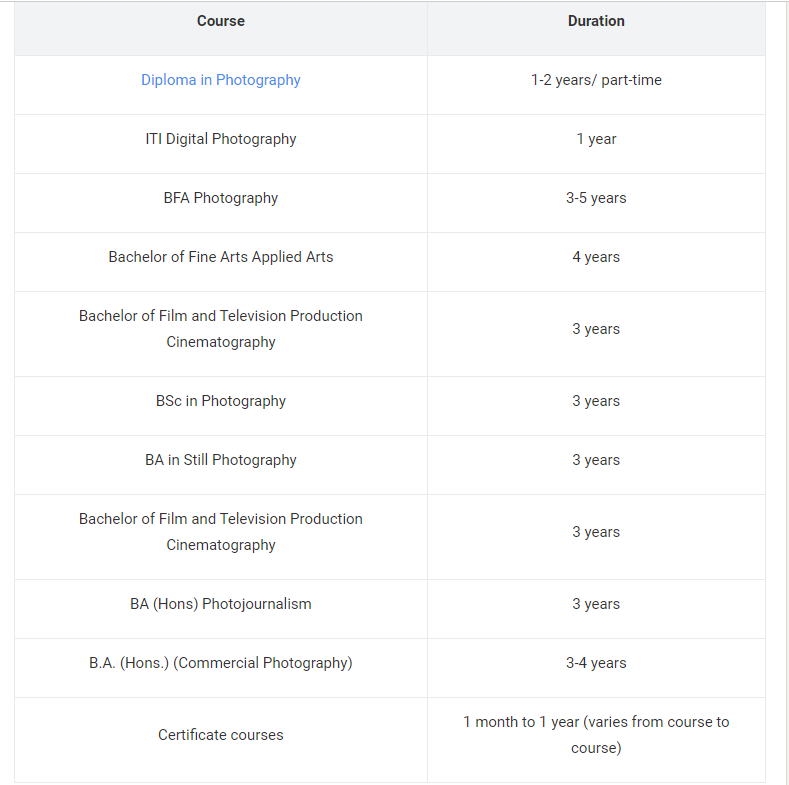 Course Duration
Diploma in Photography 1-2 years/ part-time
ITI Digital Photography 1 year
BFA Photography 3-5 years
Bachelor of Fine Arts Applied Arts 4 years
Bachelor of Film and Television Production
Cinematography
3 years
BSc in Photography 3 years
BA in Still Photography 3 years
Bachelor of Film and Television Production
Cinematography
3 years
BA (Hons) Photojournalism 3 years
B.A. (Hons.) (Commercial Photography) 3-4 years
Certificate courses
1 month to 1 year (varies from course to
course)